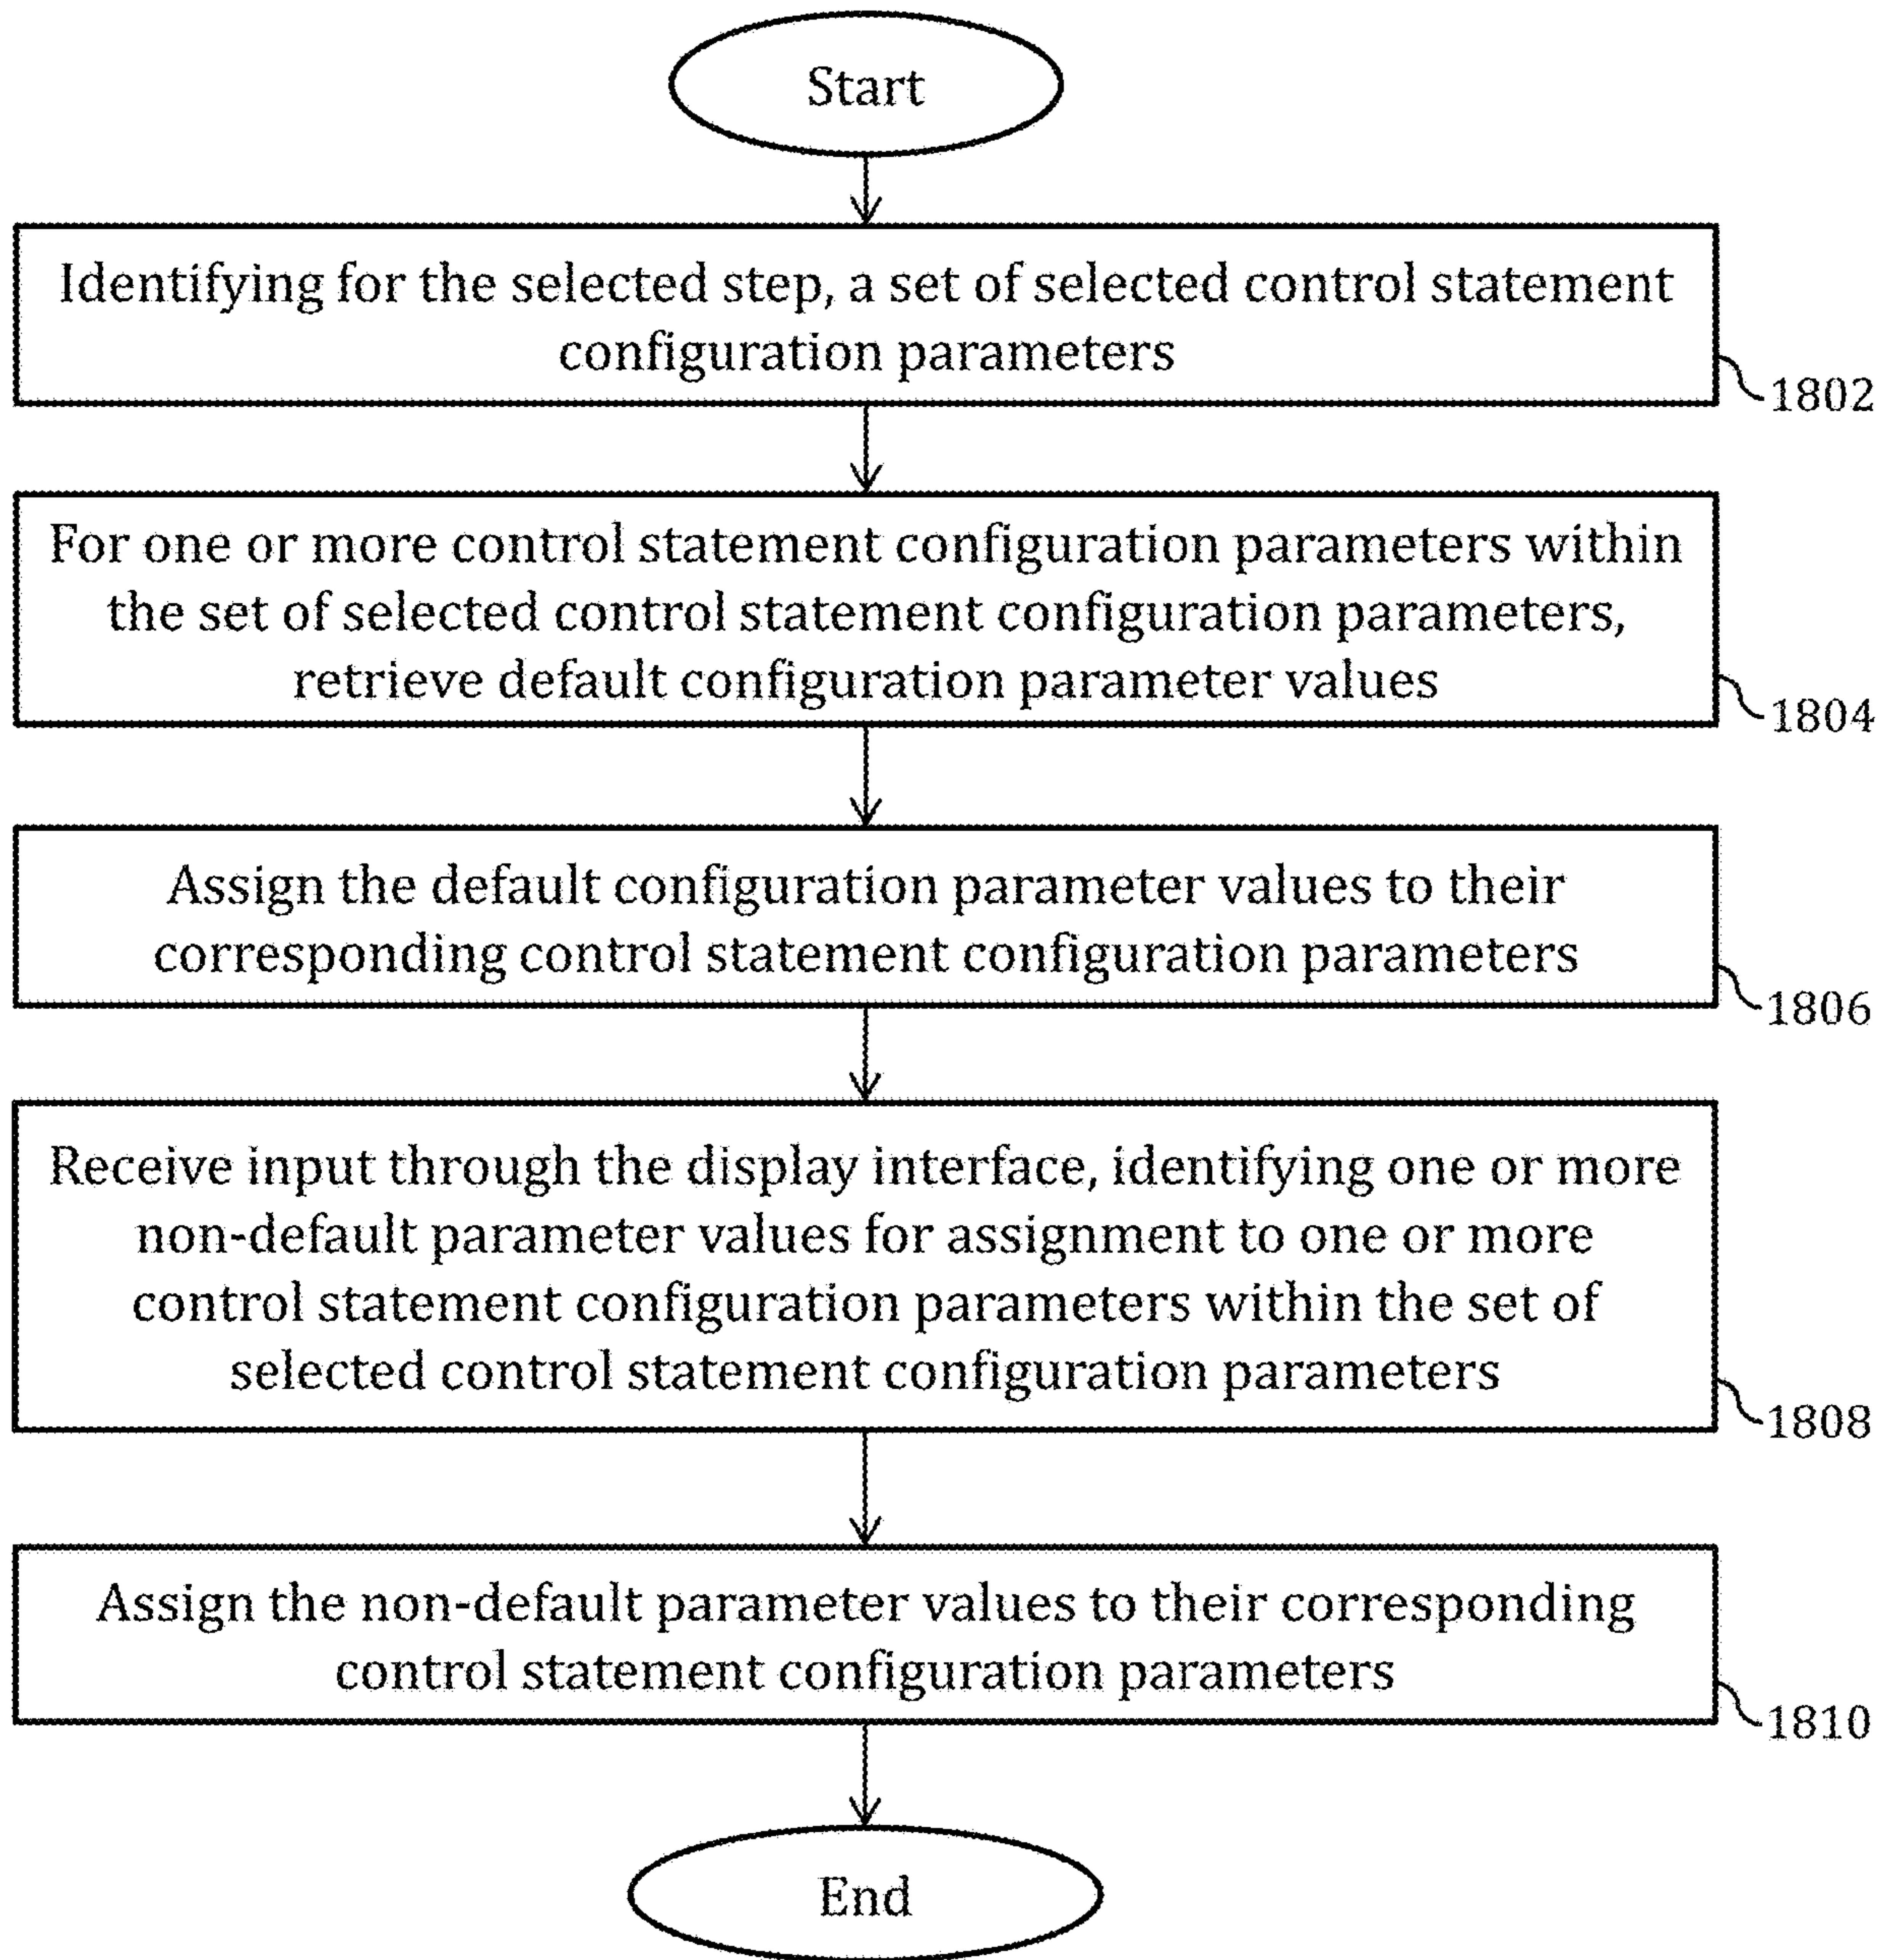 Start
Identifying for the selected step, a set of selected control statement
configuration parameters
1802
For one or more control statement configuration parameters within
the set of selected control statement configuration parameters,
retrieve default configuration parameter values
1804
Assign the default configuration parameter values to their
corresponding control statement configuration parameters
1806
Receive input through the display interface, identifying one or more
non-default parameter values for assignment to one or more
control statement configuration parameters within the set of
selected control statement configuration parameters
1808
Assign the non-default parameter values to their corresponding
control statement configuration parameters
1810
End